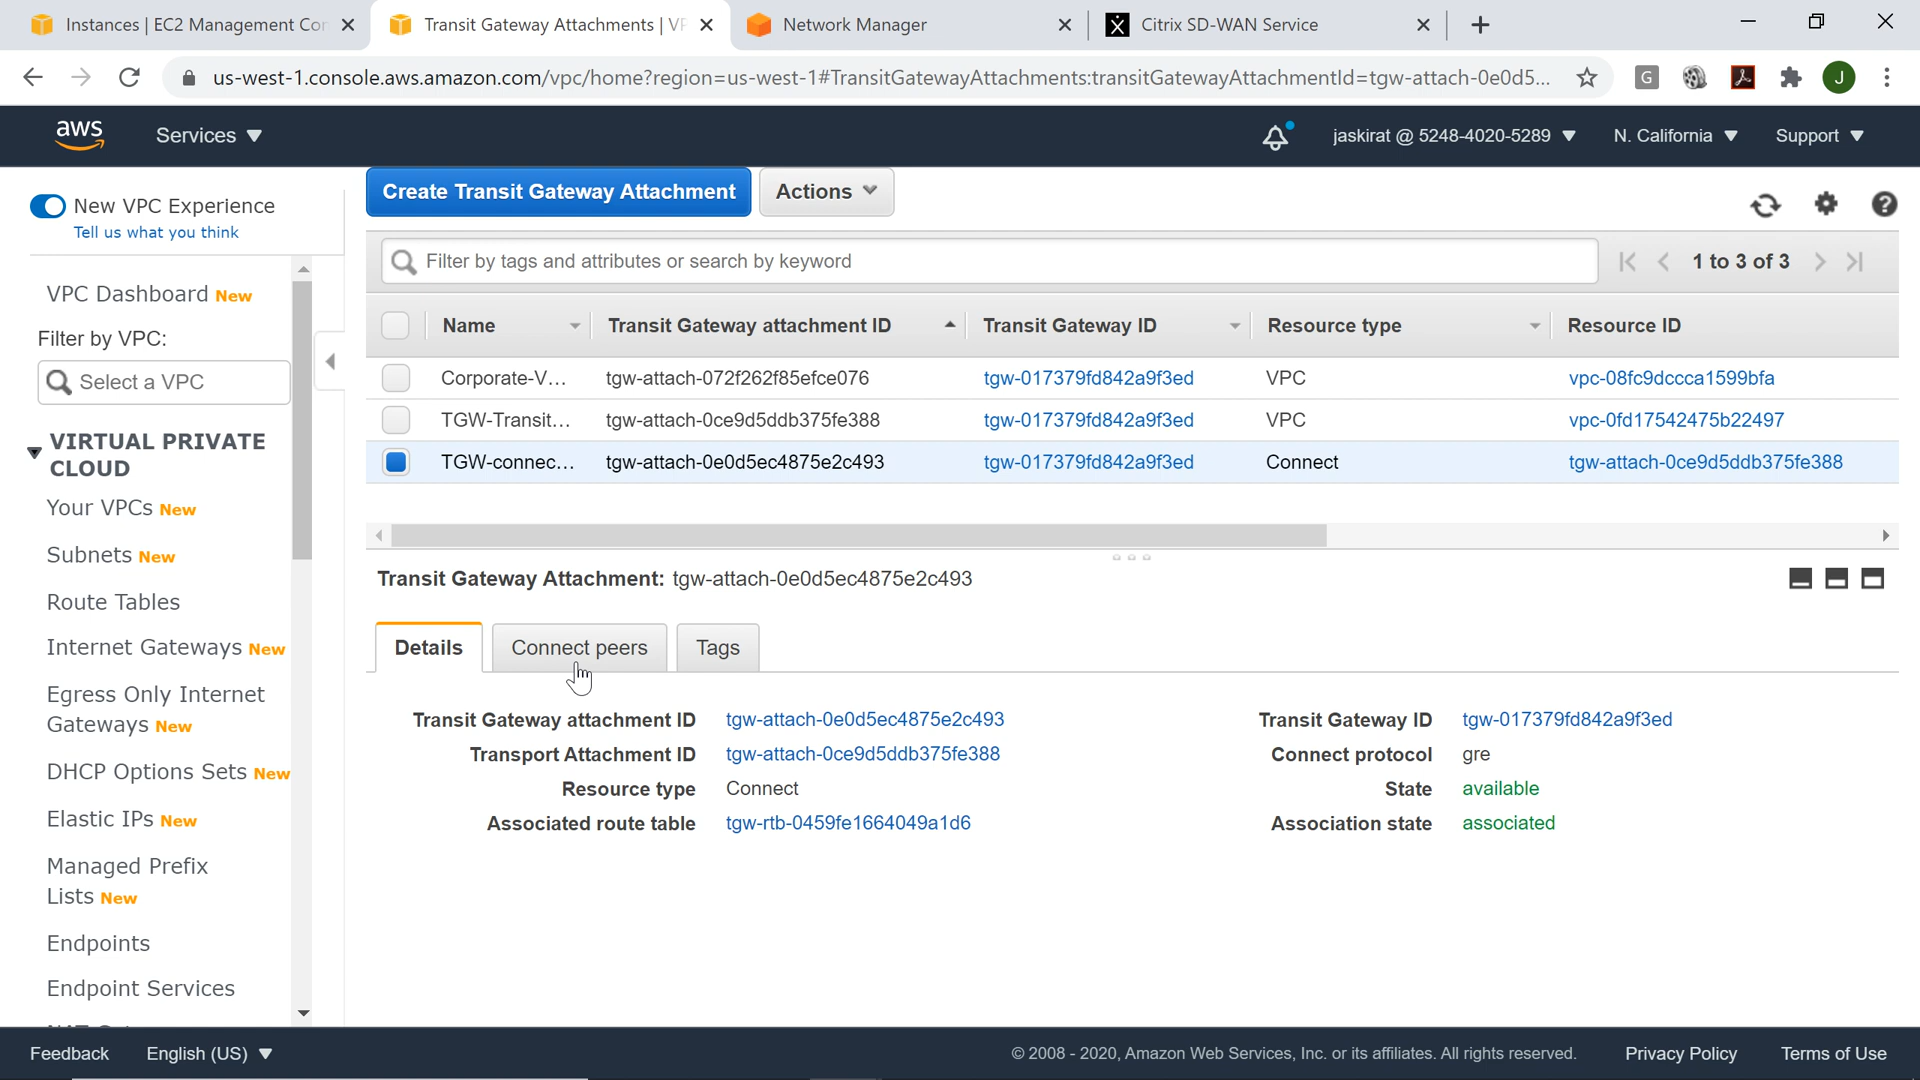 Instances | EC2 Management Con
Transit Gateway Attachments | VP
Network Manager
Citrix SD-WAN Service
us-west-1.console.aws.amazon.com/vpc/home?region=us-west-1#TransitGatewayAttachments:transitGatewayAttachmentId=tgw-attach-0e0d5...
G
J
aws
Services
jaskirat @ 5248-4020-5289
N. California
Support
New VPC Experience
Tell us what you think
VPC Dashboard New
Filter by VPC:
Select a VPC
VIRTUAL PRIVATE
CLOUD
Your VPCs New
Subnets New
Route Tables
Internet Gateways New
Egress Only Internet
Gateways New
DHCP Options Sets New
Elastic IPs New
Managed Prefix
Lists New
Endpoints
Endpoint Services
Create Transit Gateway Attachment
Actions
Filter by tags and attributes or search by keyword
1 to 3 of 3
Name Transit Gateway attachment ID Transit Gateway ID Resource type Resource ID
Corporate-V... tgw-attach-072f262f85efce076 tgw-017379fd842a9f3ed VPC vpc-08fc9dccca1599bfa
TGW-Transit... tgw-attach-0ce9d5ddb375fe388 tgw-017379fd842a9f3ed VPC vpc-0fd17542475b22497
TGW-connec... tgw-attach-0e0d5ec4875e2c493 tgw-017379fd842a9f3ed Connect tgw-attach-0ce9d5ddb375fe388
Transit Gateway Attachment: tgw-attach-0e0d5ec4875e2c493
Details
Connect peers
Tags
Transit Gateway attachment ID tgw-attach-0e0d5ec4875e2c493
Transport Attachment ID tgw-attach-0ce9d5ddb375fe388
Resource type Connect
Associated route table tgw-rtb-0459fe1664049a1d6
Transit Gateway ID tgw-017379fd842a9f3ed
Connect protocol gre
State available
Association state associated
Feedback
English (US)
© 2008 - 2020, Amazon Web Services, Inc. or its affiliates. All rights reserved.
Privacy Policy
Terms of Use